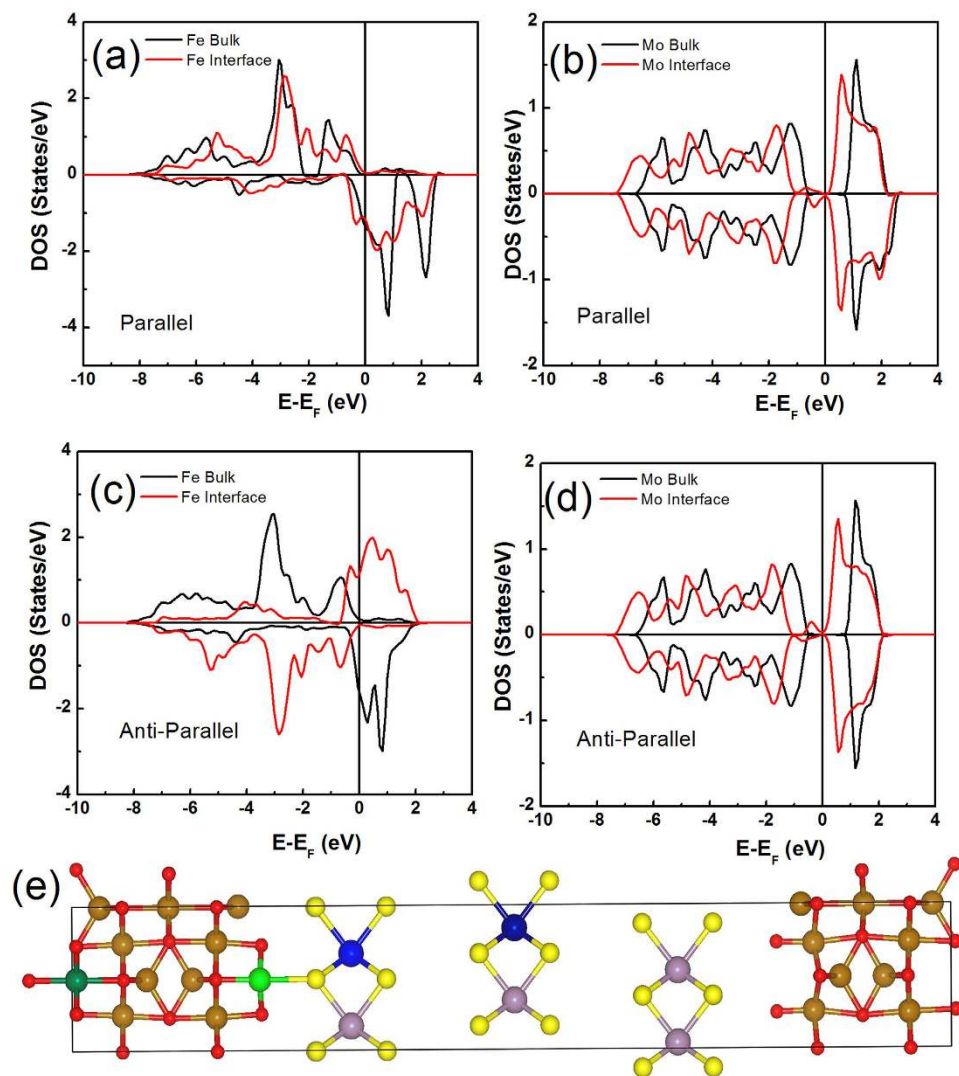 (a)
Fe Bulk
Fe Interface
4
2
0
-2
-4
DOS (States/eV)
Parallel
-10 -8 -6 -4 -2 0 2 4
E-E_F (eV)
(b)
Mo Bulk
Mo Interface
2
1
0
-1
-2
DOS (States/eV)
Parallel
-10 -8 -6 -4 -2 0 2 4
E-E_F (eV)
(c)
Fe Bulk
Fe Interface
4
2
0
-2
-4
DOS (States/eV)
Anti-Parallel
-10 -8 -6 -4 -2 0 2 4
E-E_F (eV)
(d)
Mo Bulk
Mo Interface
2
1
0
-1
-2
DOS (States/eV)
Anti-Parallel
-10 -8 -6 -4 -2 0 2 4
E-E_F (eV)
(e)